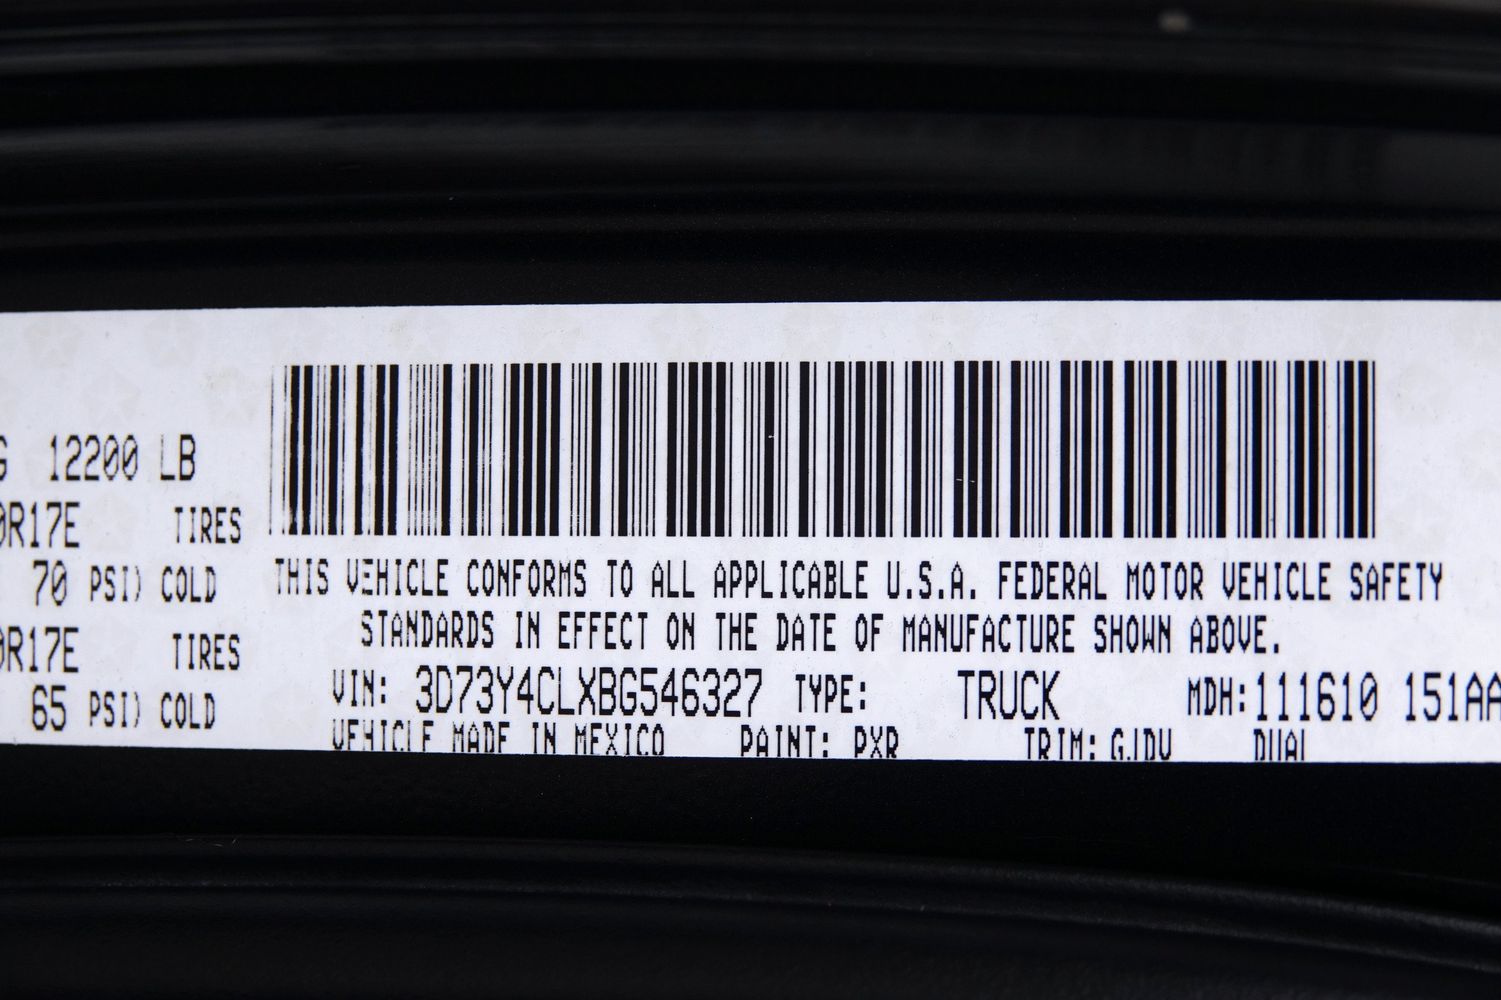 G 12200 LB
0R17E TIRES
70 PSI) COLD
0R17E TIRES
65 PSI) COLD
THIS VEHICLE CONFORMS TO ALL APPLICABLE U.S.A. FEDERAL MOTOR VEHICLE SAFETY
STANDARDS IN EFFECT ON THE DATE OF MANUFACTURE SHOWN ABOVE.
VIN: 3D73Y4CLXBG546327 TYPE: TRUCK MDH:111610 151AA
VEHICLE MADE IN MEXICO PAINT: PXR TRIM: GJDV DUAL